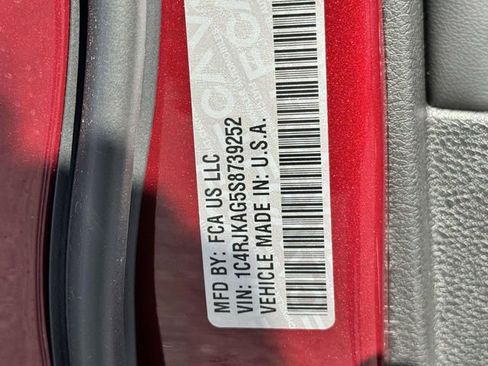 MFD BY: FCA US LLC
VIN: 1C4RJKAG5S8739252
VEHICLE MADE IN: U.S.A.